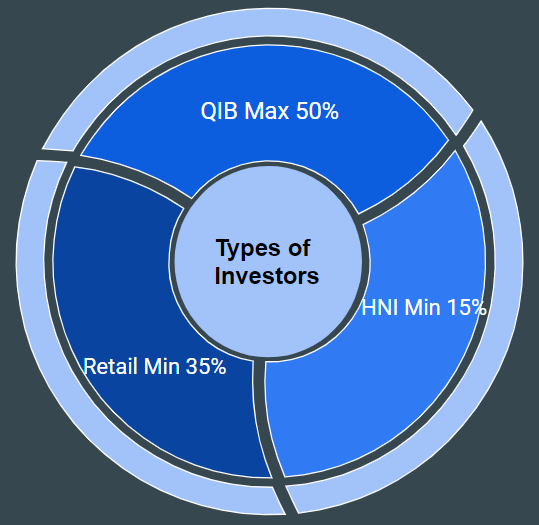 QIB Max 50%
Types of
Investors
HNI Min 15%
Retail Min 35%